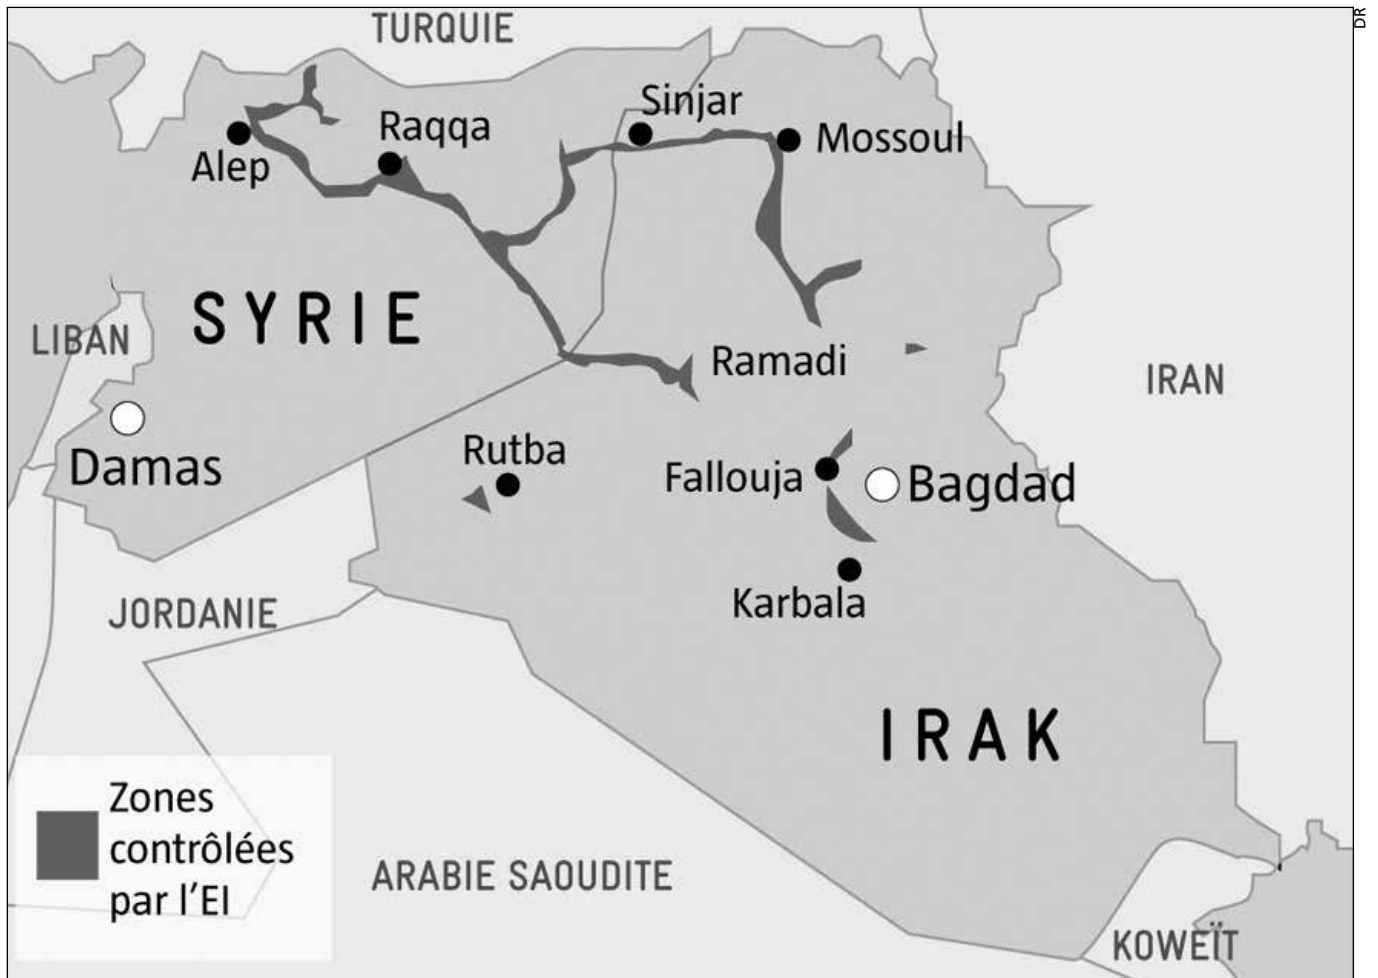 TURQUIE
DR
Sinjar
Raqqa
Mossoul
Alep
SYRIE
LIBAN
Ramadi
IRAN
Rutba
Damas
Fallouja
Bagdad
Karbala
JORDANIE
IRAK
Zones
contrôlées
par l'EI
ARABIE SAOUDITE
KOWEÏT